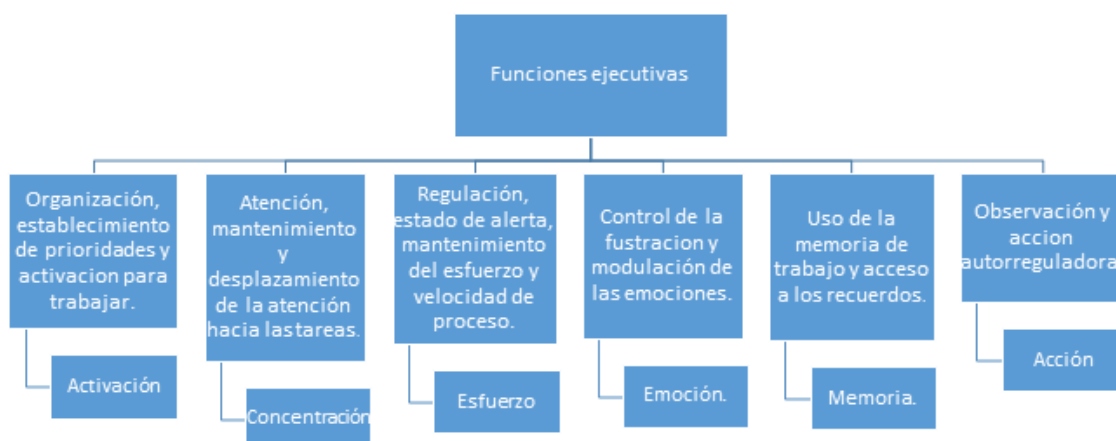 Funciones ejecutivas
Organización,
establecimiento
de prioridades y
activacion para
trabajar.
Activación
Atención,
mantenimiento
y
desplazamiento
de la atención
hacia las tareas.
Concentración
Regulación,
estado de alerta,
mantenimiento
del esfuerzo y
velocidad de
proceso.
Esfuerzo
Control de la
fustracion y
modulación de
las emociones.
Emoción.
Uso de la
memoria de
trabajo y acceso
a los recuerdos.
Memoria.
Observación y
accion
autorreguladora
Acción